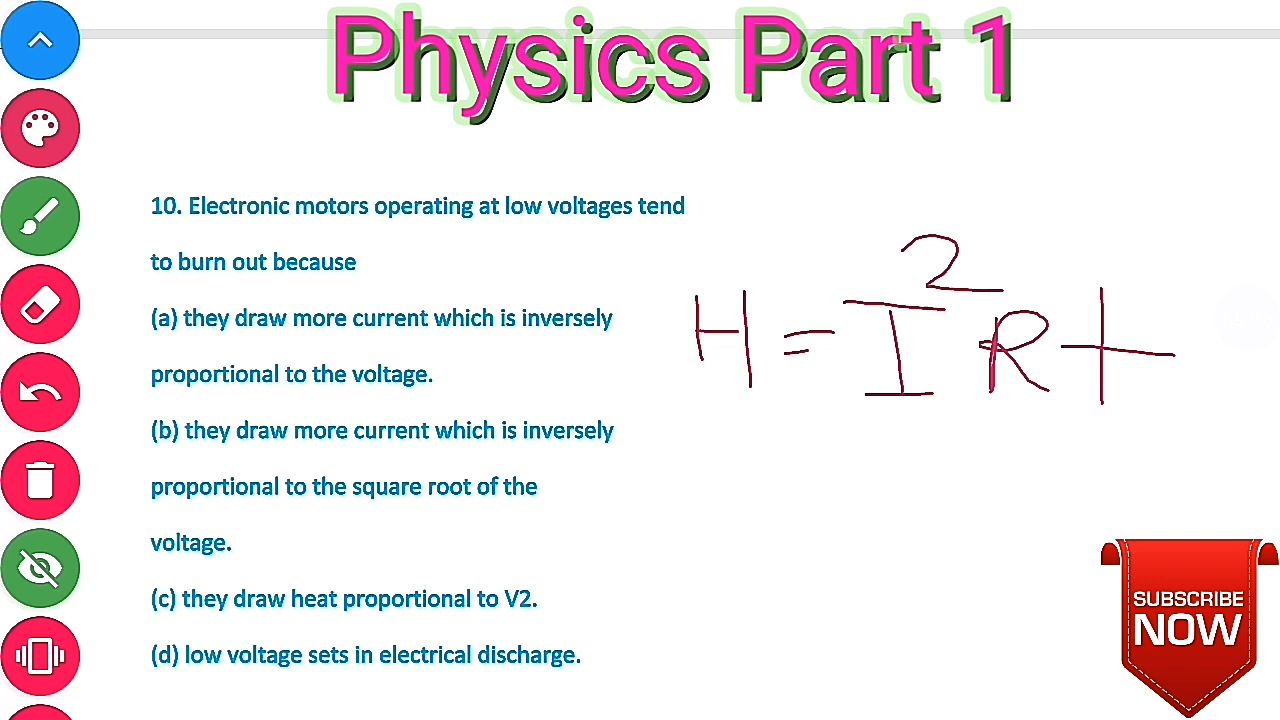 Physics Part 1
10. Electronic motors operating at low voltages tend
to burn out because
(a) they draw more current which is inversely
proportional to the voltage.
(b) they draw more current which is inversely
proportional to the square root of the
voltage.
(c) they draw heat proportional to V2.
(d) low voltage sets in electrical discharge.
H = I²Rt
SUBSCRIBE
NOW